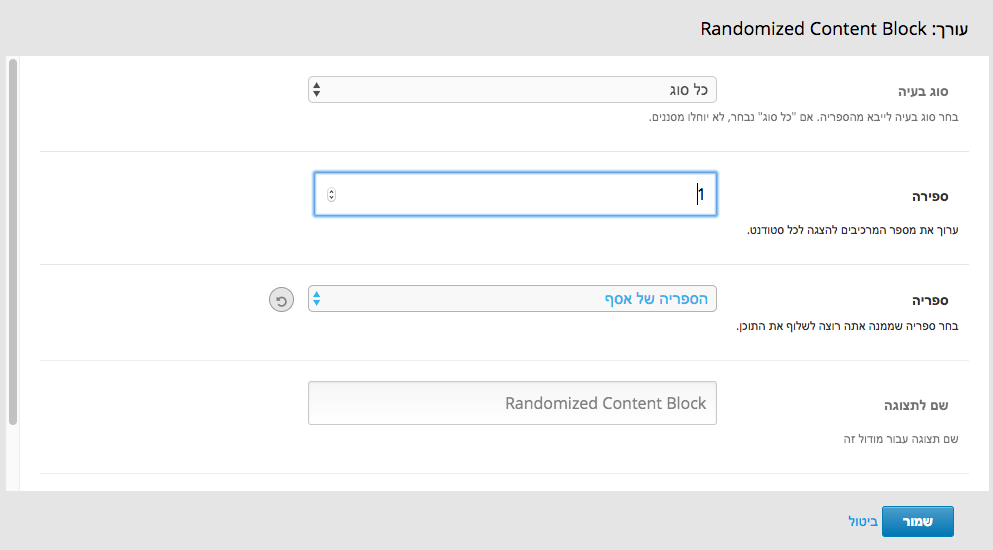 עורך: Randomized Content Block
סוג בעיה
כל סוג
בחר סוג בעיה לייבא מהספריה. אם "כל סוג" נבחר, לא יוחלו מסננים.
ספירה
1
ערוך את מספר המרכיבים להצגה לכל סטודנט.
ספריה
הספריה של אסף
בחר ספריה שממנה אתה רוצה לשלוף את התוכן.
שם לתצוגה
Randomized Content Block
שם תצוגה עבור מודול זה
שמור
ביטול